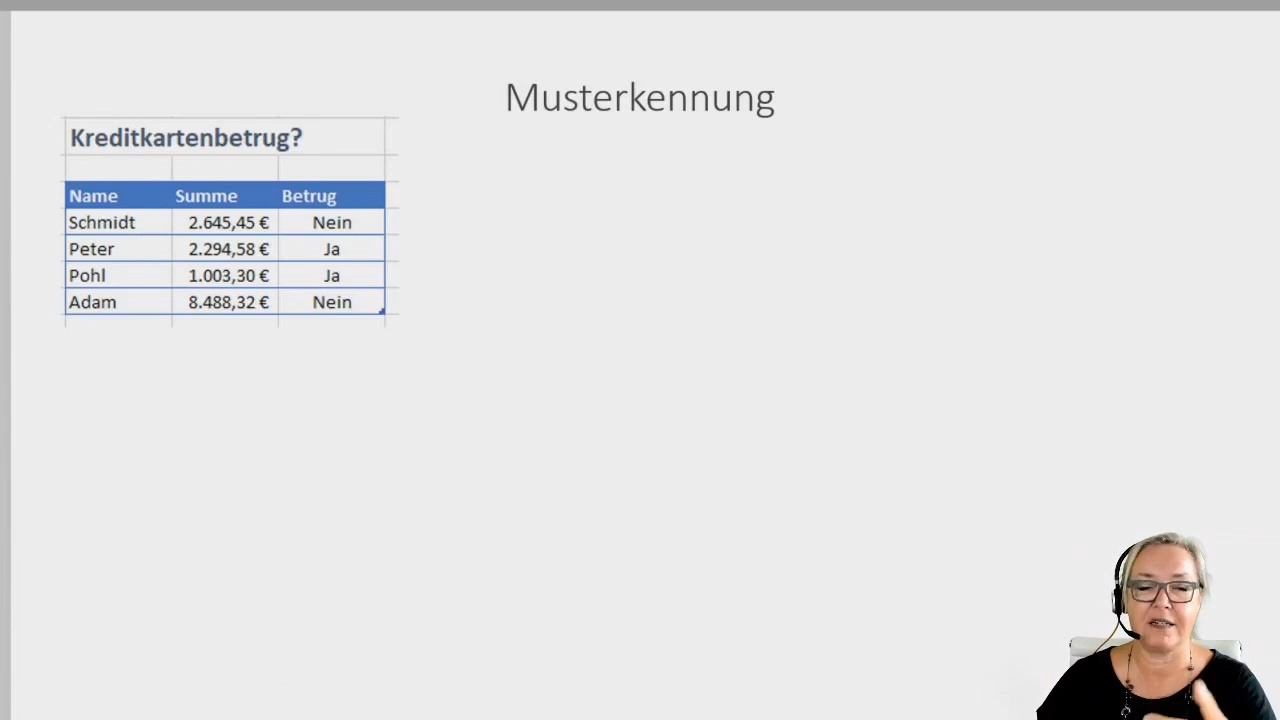 Musterkennung
Kreditkartenbetrug?
Name Summe Betrug
Schmidt 2.645,45 € Nein
Peter 2.294,58 € Ja
Pohl 1.003,30 € Ja
Adam 8.488,32 € Nein